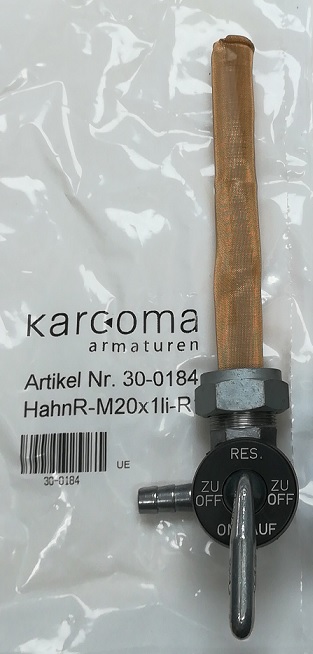 Karcoma
armaturen
Artikel Nr. 30-0184
HahnR-M20x1li-R
UE
30-0184
RES.
ZU ZU
OFF OFF
ON AUF